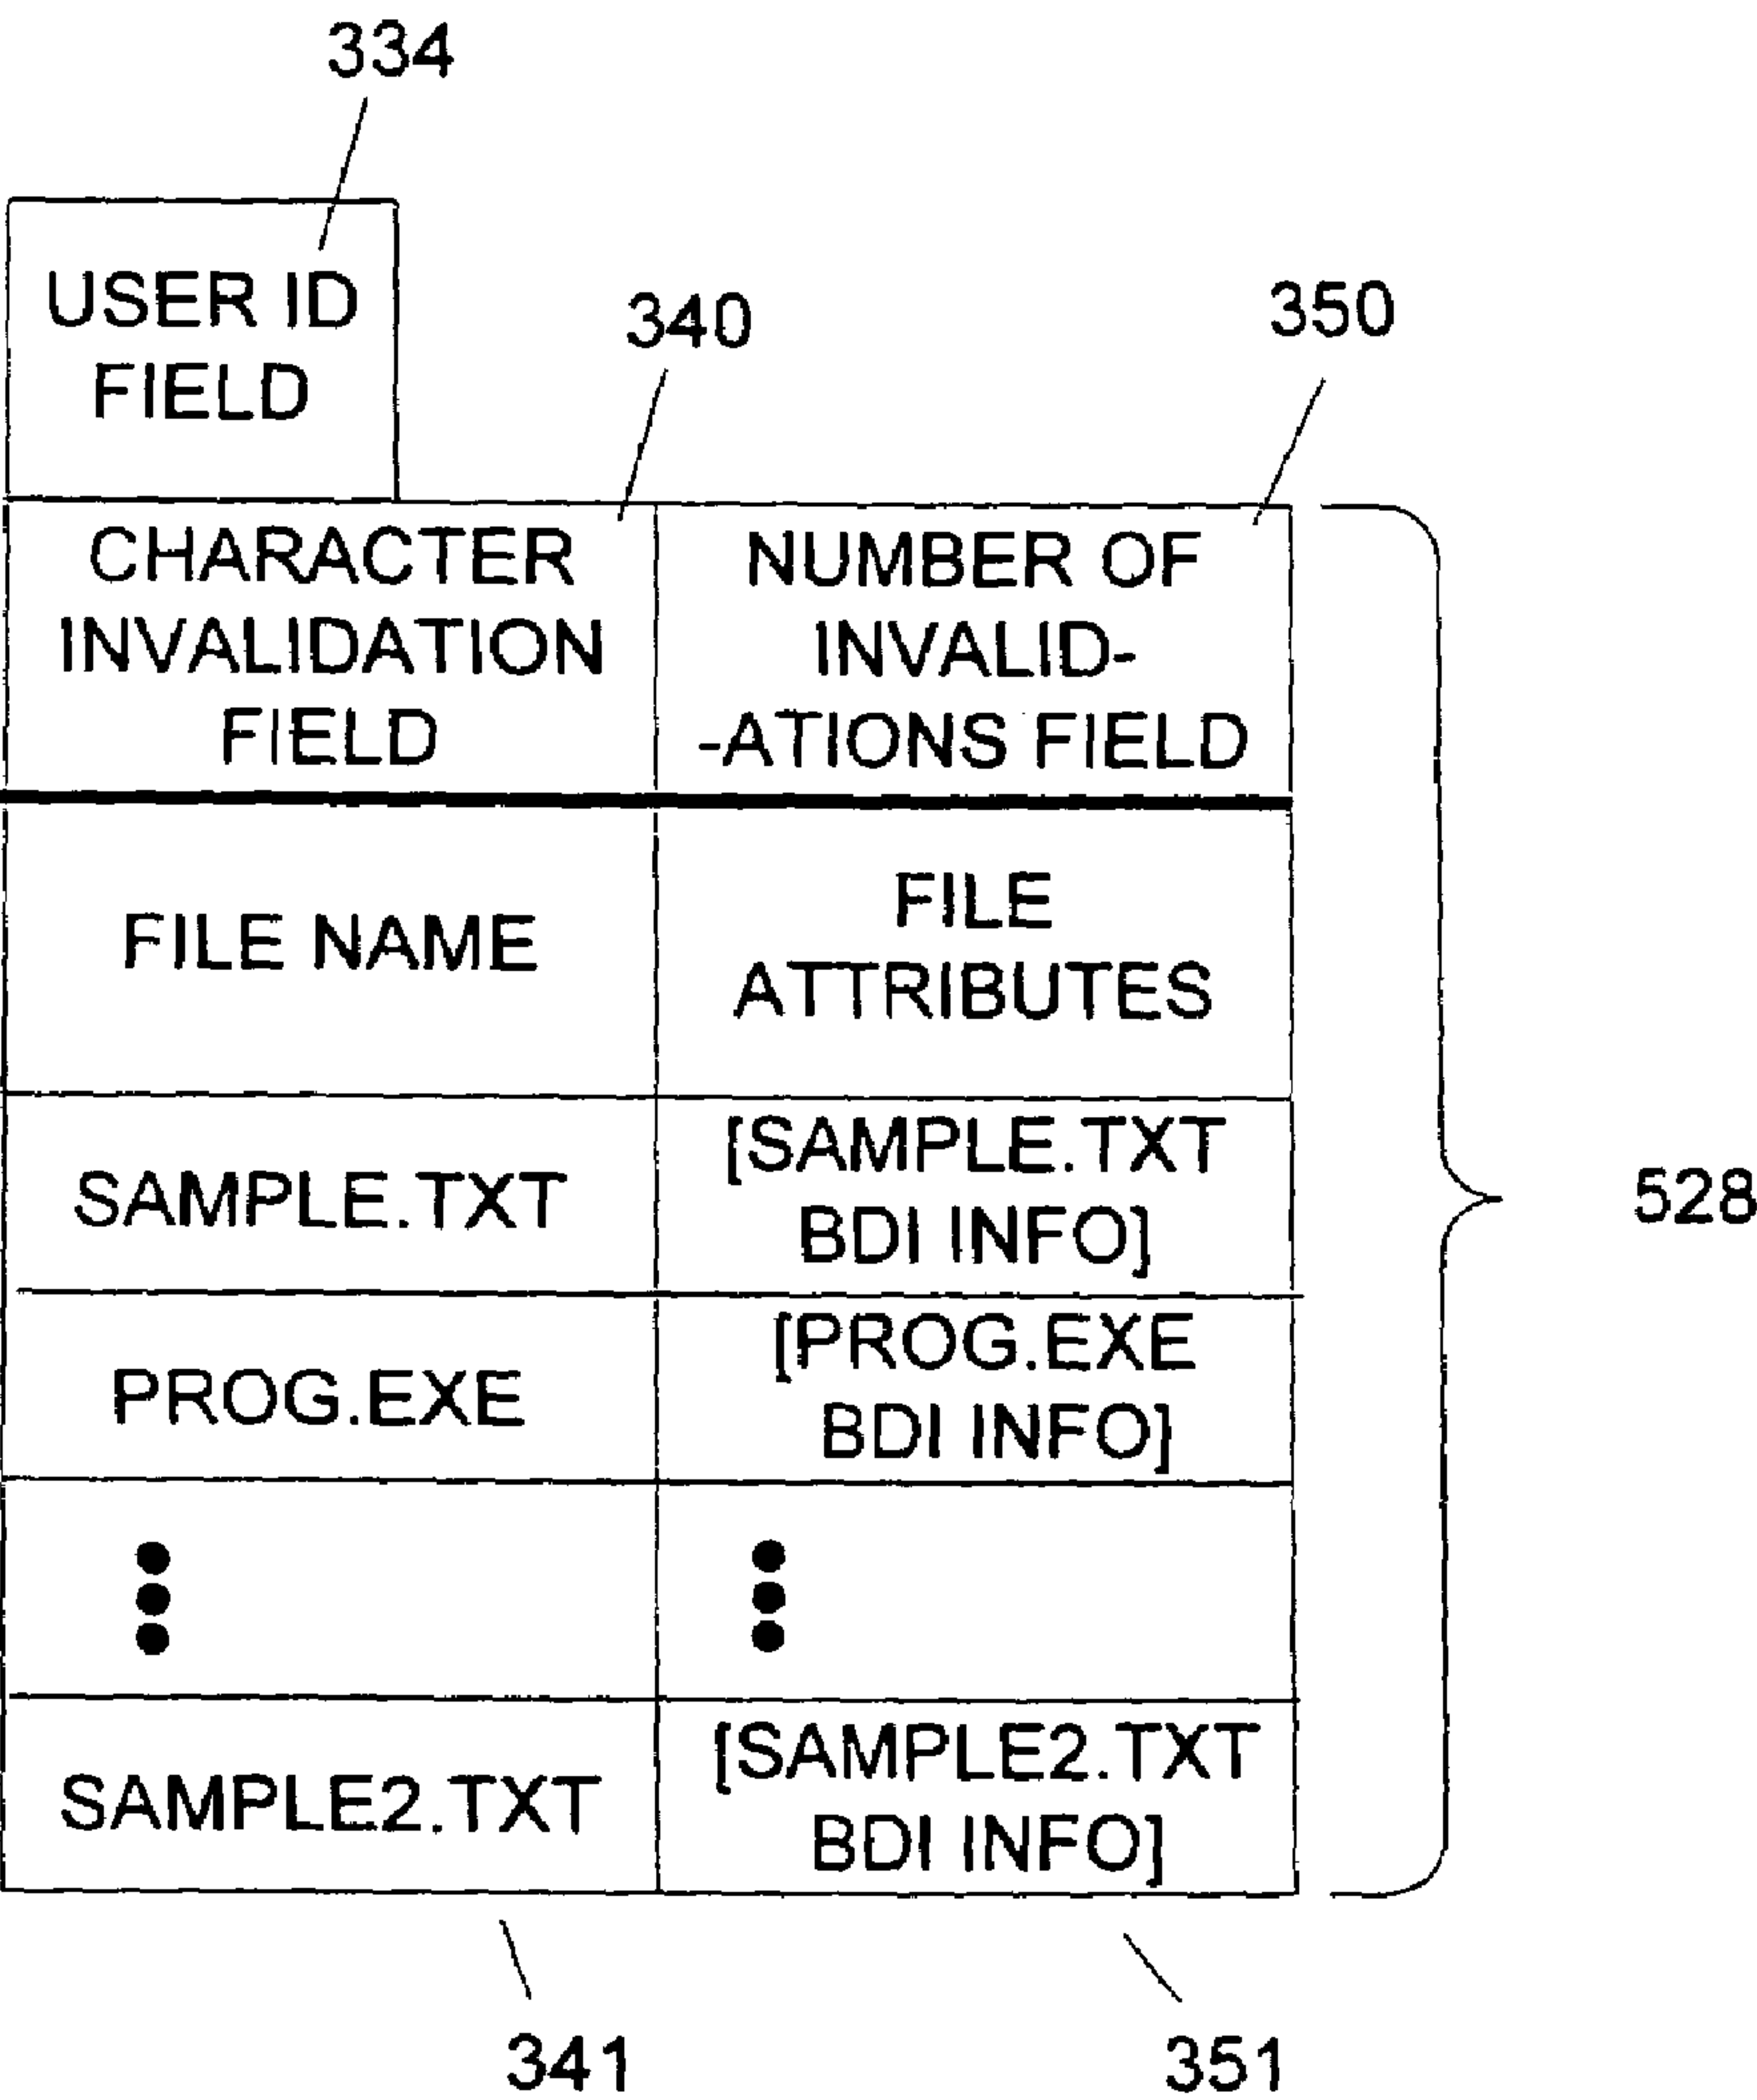 334
USER ID
FIELD
340
350
CHARACTER
INVALIDATION
FIELD
NUMBER OF
INVALID-
-ATIONS FIELD
FILE NAME
FILE
ATTRIBUTES
SAMPLE.TXT
[SAMPLE.TXT
BDI INFO]
PROG.EXE
[PROG.EXE
BDI INFO]
SAMPLE2.TXT
[SAMPLE2.TXT
BDI INFO]
528
341
351